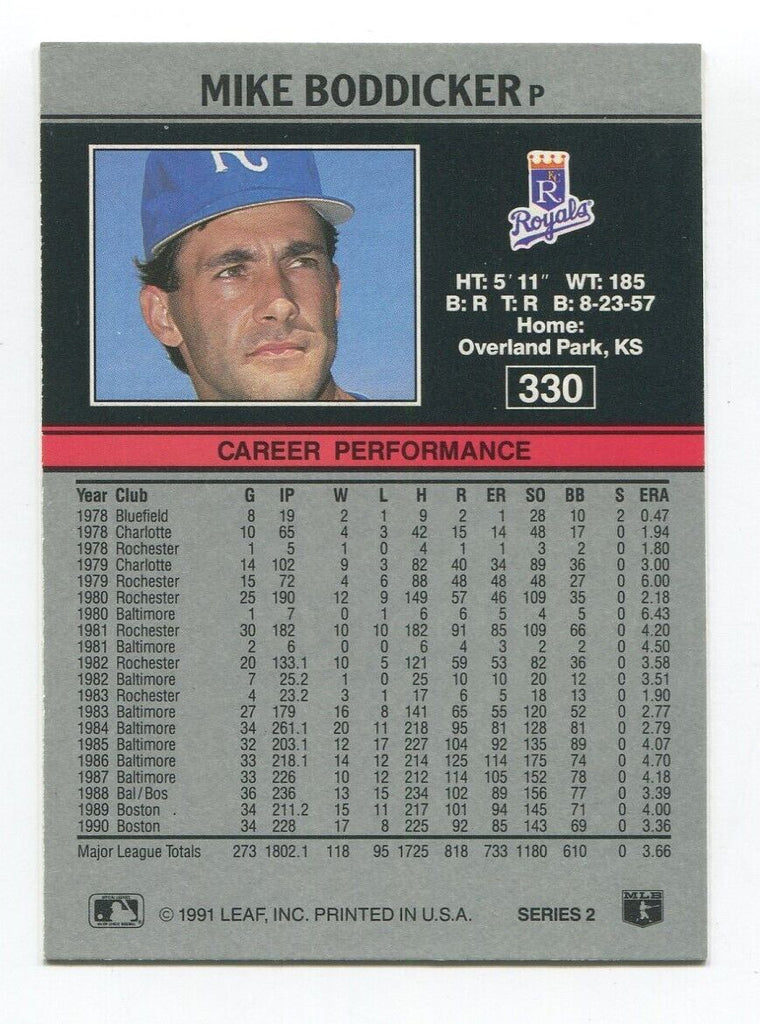 MIKE BODDICKER P
R
KC
R
Royals
HT: 5' 11" WT: 185
B: R T: R B: 8-23-57
Home:
Overland Park, KS
330
CAREER PERFORMANCE
Year Club G IP W L H R ER SO BB S ERA
1978 Bluefield 8 19 2 1 9 2 1 28 10 2 0.47
1978 Charlotte 10 65 4 3 42 15 14 48 17 0 1.94
1978 Rochester 1 5 1 0 4 1 1 3 2 0 1.80
1979 Charlotte 14 102 9 3 82 40 34 89 36 0 3.00
1979 Rochester 15 72 4 6 88 48 48 48 27 0 6.00
1980 Rochester 25 190 12 9 149 57 46 109 35 0 2.18
1980 Baltimore 1 7 0 1 6 6 5 4 5 0 6.43
1981 Rochester 30 182 10 10 182 91 85 109 66 0 4.20
1981 Baltimore 2 6 0 0 6 4 3 2 2 0 4.50
1982 Rochester 20 133.1 10 5 121 59 53 82 36 0 3.58
1982 Baltimore 7 25.2 1 0 25 10 10 20 12 0 3.51
1983 Rochester 4 23.2 3 1 17 6 5 18 13 0 1.90
1983 Baltimore 27 179 16 8 141 65 55 120 52 0 2.77
1984 Baltimore 34 261.1 20 11 218 95 81 128 81 0 2.79
1985 Baltimore 32 203.1 12 17 227 104 92 135 89 0 4.07
1986 Baltimore 33 218.1 14 12 214 125 114 175 74 0 4.70
1987 Baltimore 33 226 10 12 212 114 105 152 78 0 4.18
1988 Bal/Bos 36 236 13 15 234 102 89 156 77 0 3.39
1989 Boston 34 211.2 15 11 217 101 94 145 71 0 4.00
1990 Boston 34 228 17 8 225 92 85 143 69 0 3.36
Major League Totals 273 1802.1 118 95 1725 818 733 1180 610 0 3.66
© 1991 LEAF, INC. PRINTED IN U.S.A. SERIES 2
MLB